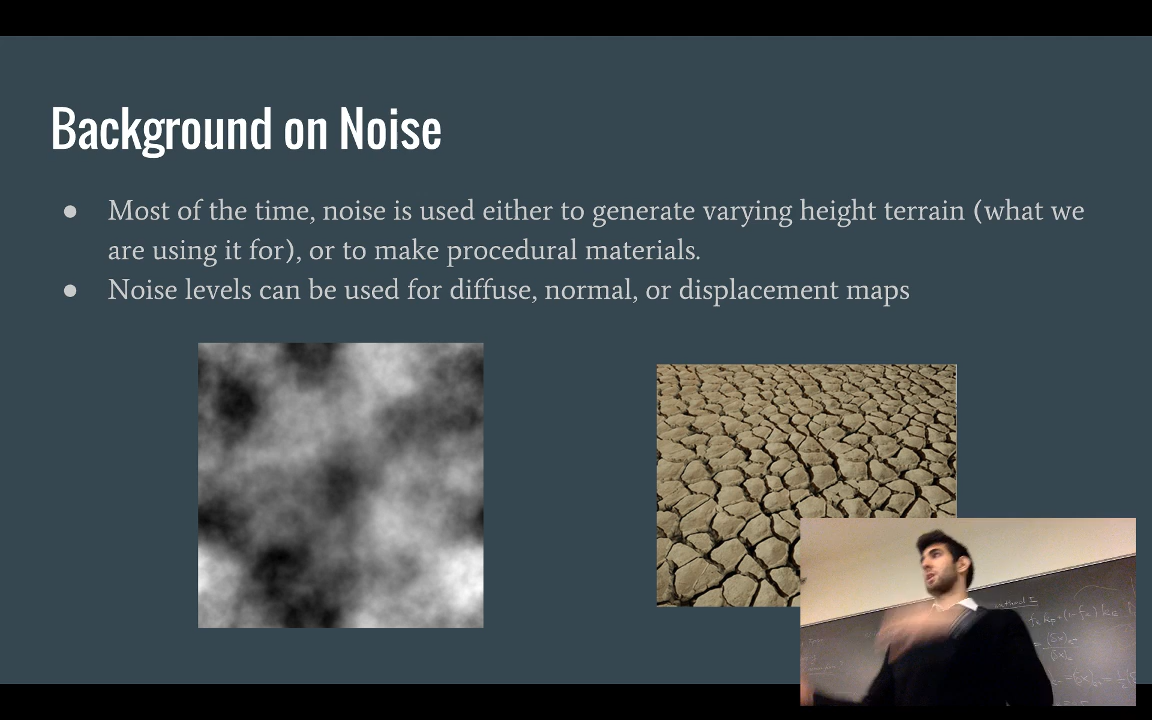 Background on Noise
● Most of the time, noise is used either to generate varying height terrain (what we
are using it for), or to make procedural materials.
● Noise levels can be used for diffuse, normal, or displacement maps